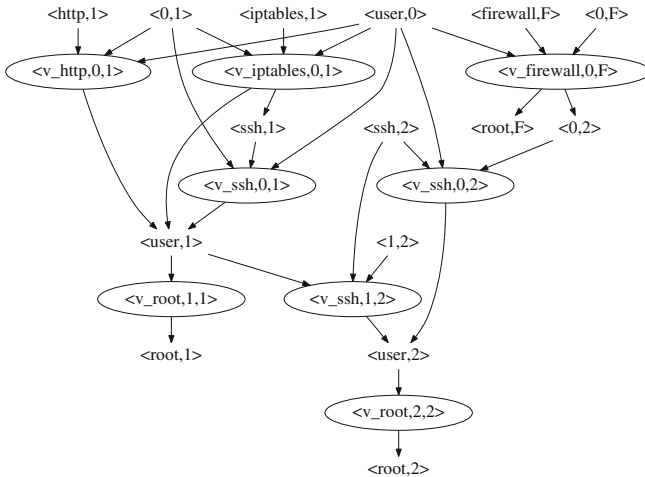 <http,1> <0,1> <iptables,1> <user,0> <firewall,F> <0,F>
<v_http,0,1> <v_iptables,0,1> <v_firewall,0,F>
<ssh,1> <ssh,2> <root,F> <0,2>
<v_ssh,0,1> <v_ssh,0,2>
<user,1> <1,2>
<v_root,1,1> <v_ssh,1,2>
<root,1> <user,2>
<v_root,2,2>
<root,2>